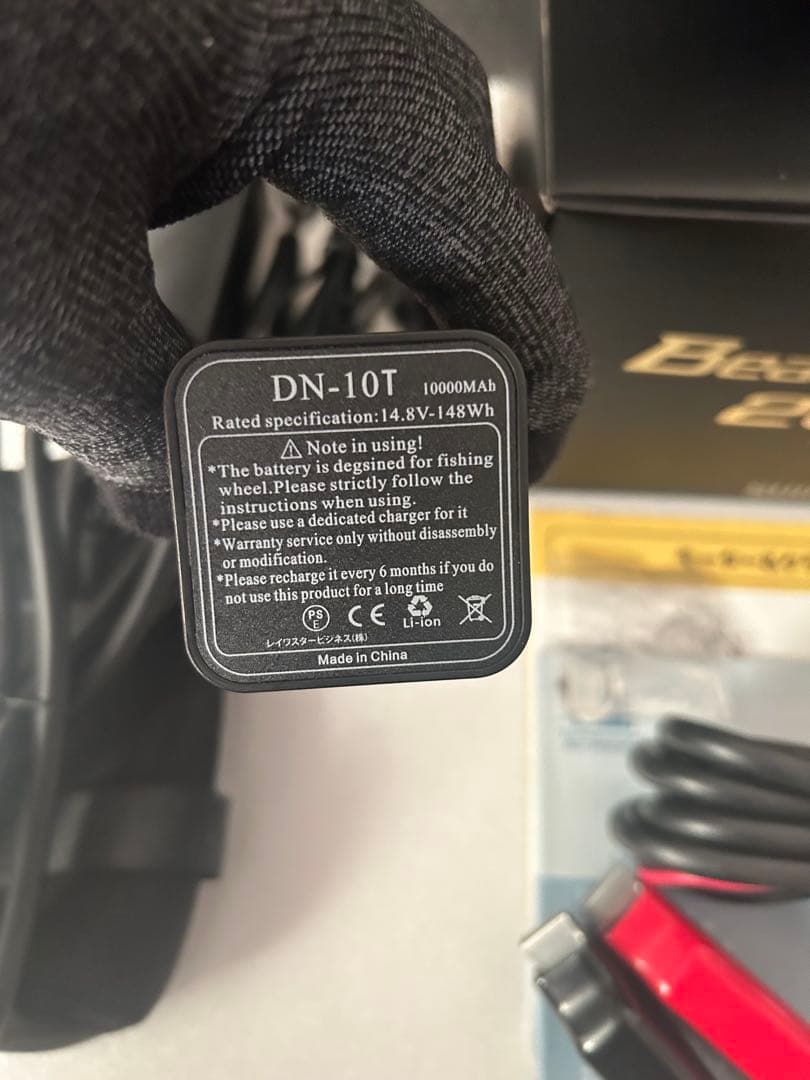 DN-10T 10000MAh
Rated specification:14.8V-148Wh
Note in using!
*The battery is degsined for fishing
wheel.Please strictly follow the
instructions when using.
*Please use a dedicated charger for it
*Warranty service only without disassembly
or modification.
*Please recharge it every 6 months if you do
not use this product for a long time
PS
E
CE
Li-ion
レイワスタービジネス(株)
Made in China
Bea